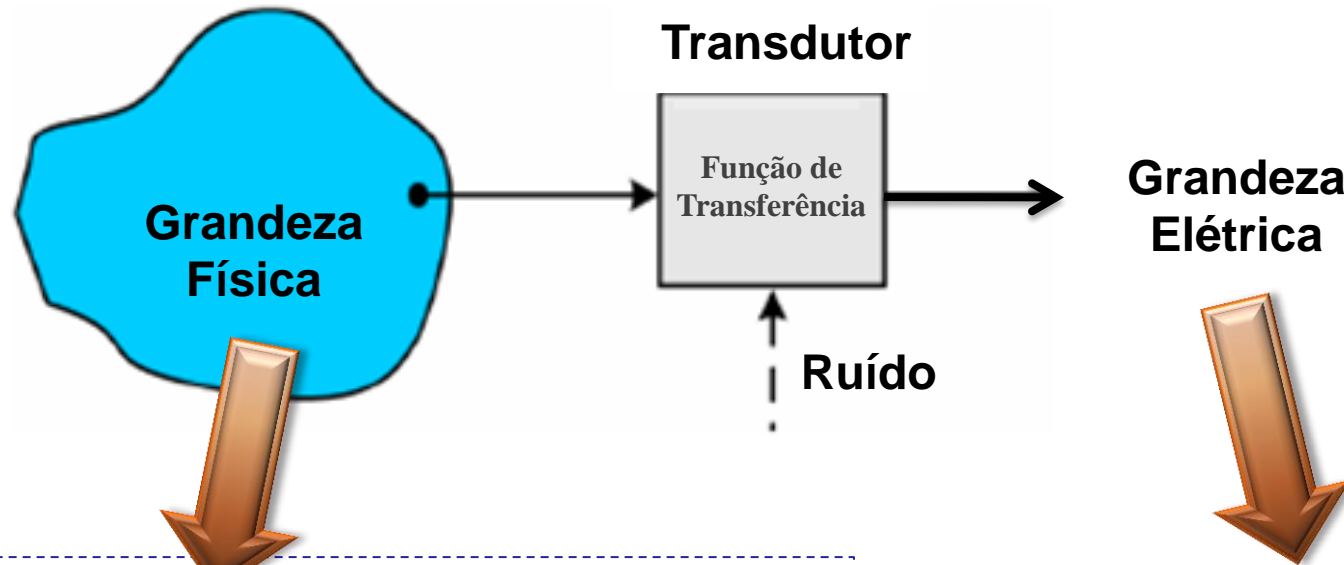 Transdutor
Função de
Transferência
Grandeza
Física
Grandeza
Elétrica
Ruído